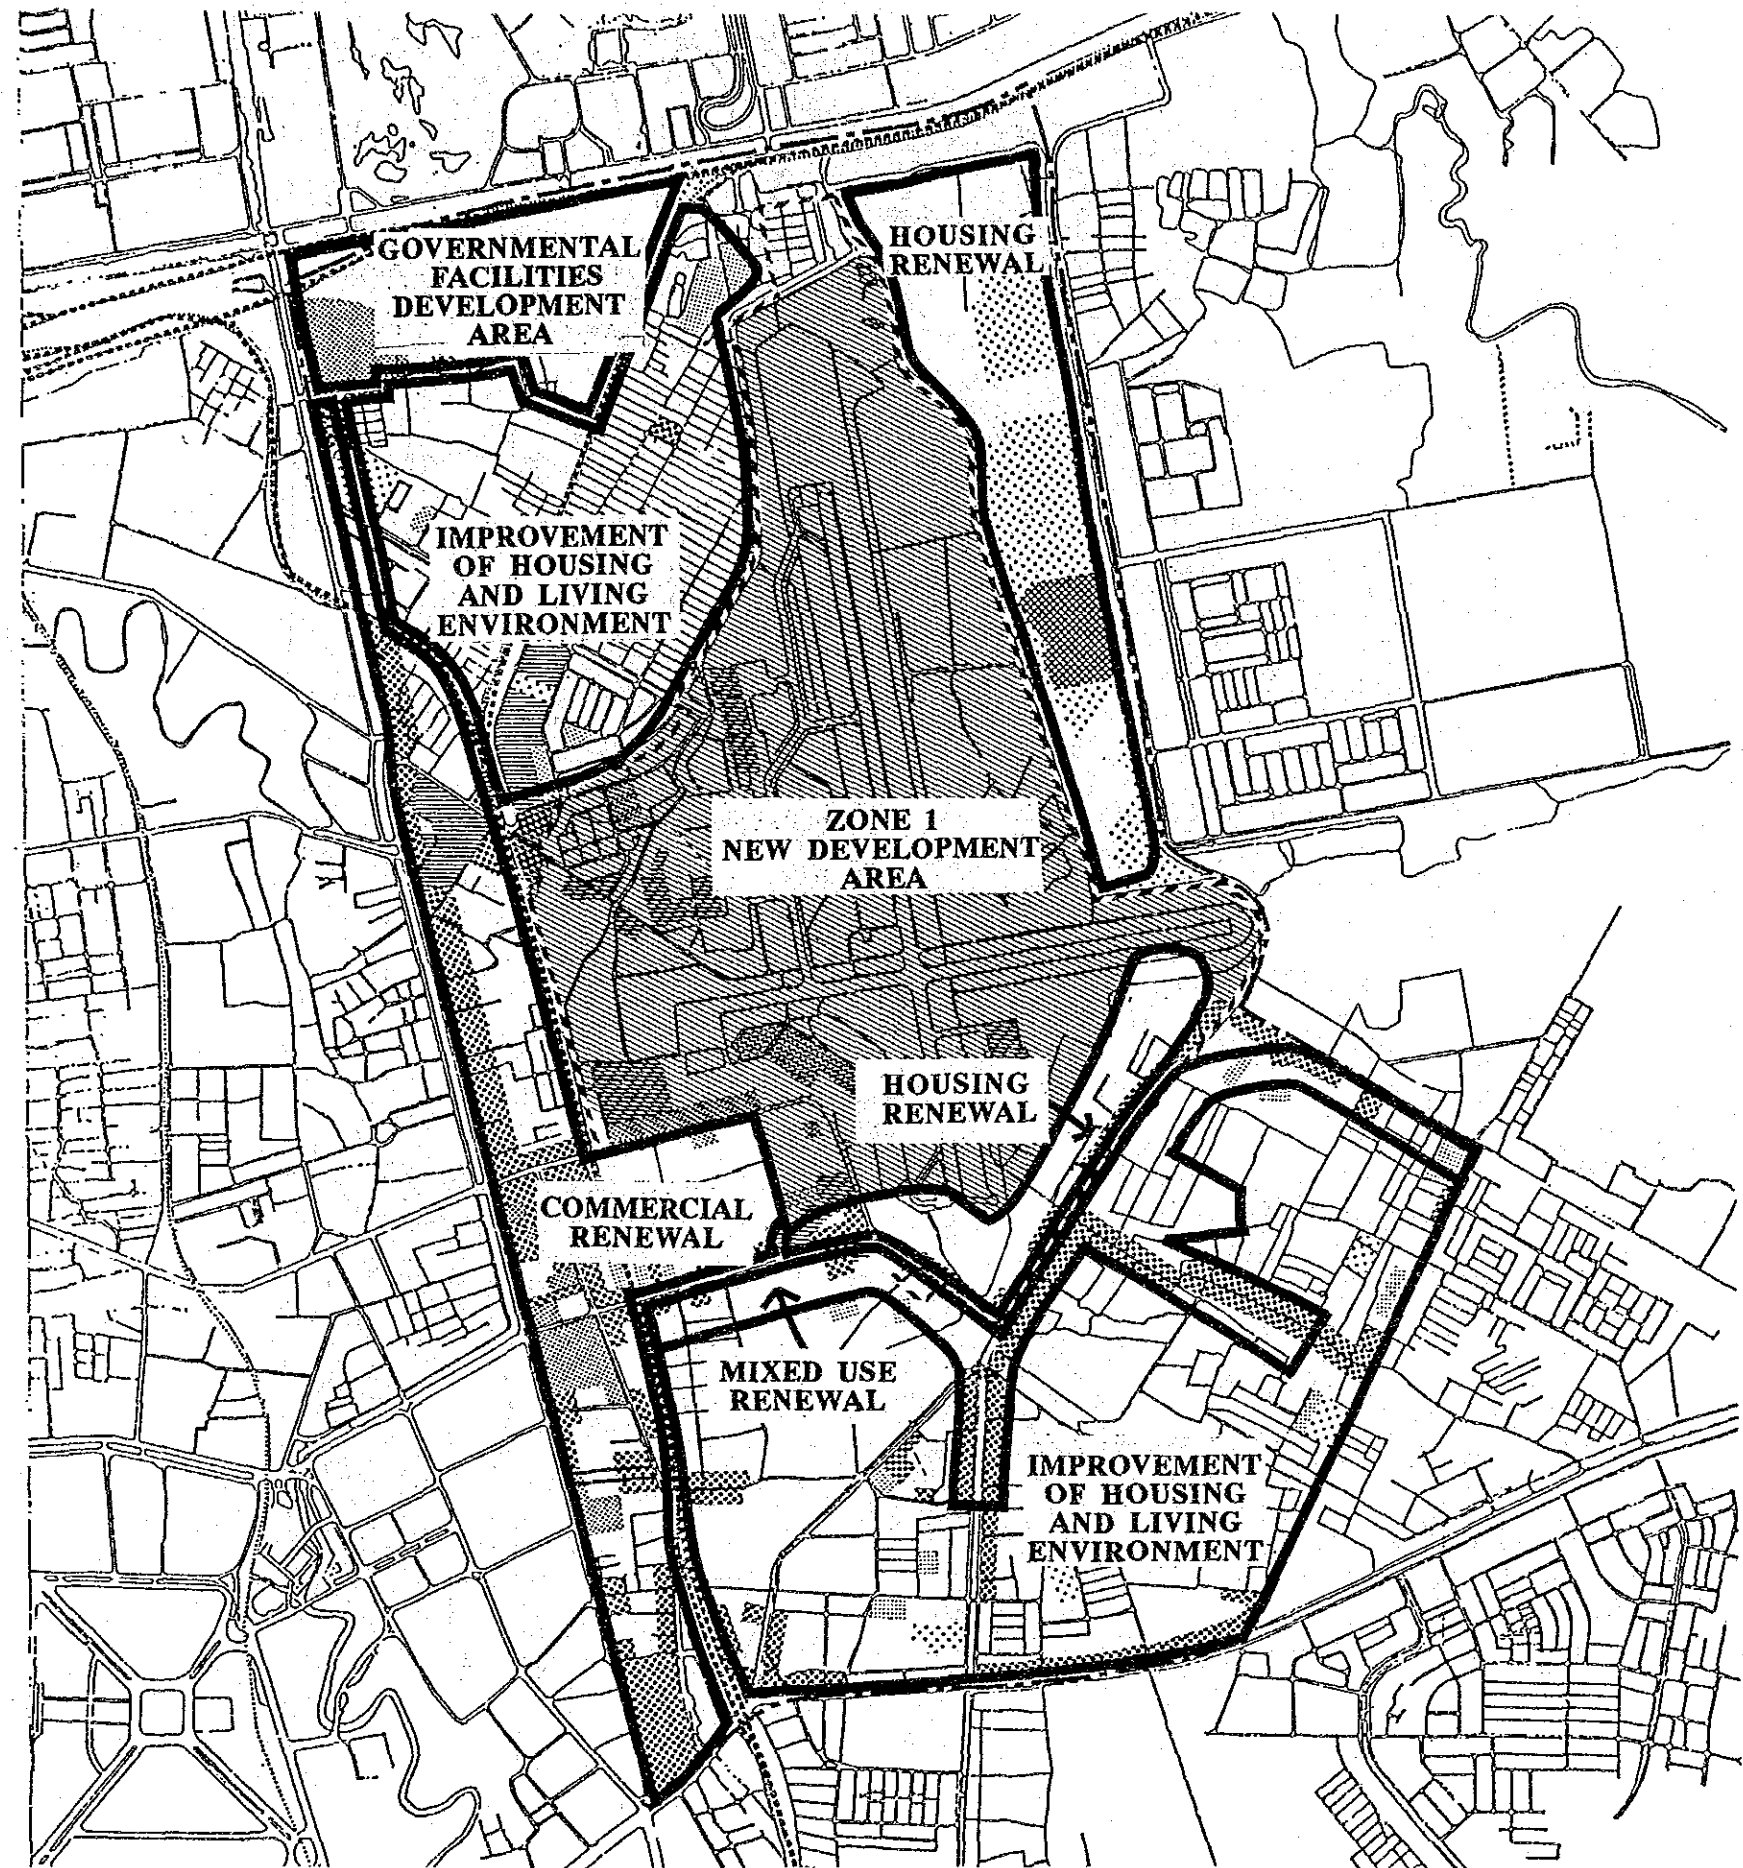 GOVERNMENTAL
FACILITIES
DEVELOPMENT
AREA
HOUSING
RENEWAL
IMPROVEMENT
OF HOUSING
AND LIVING
ENVIRONMENT
ZONE 1
NEW DEVELOPMENT
AREA
HOUSING
RENEWAL
COMMERCIAL
RENEWAL
MIXED USE
RENEWAL
IMPROVEMENT
OF HOUSING
AND LIVING
ENVIRONMENT